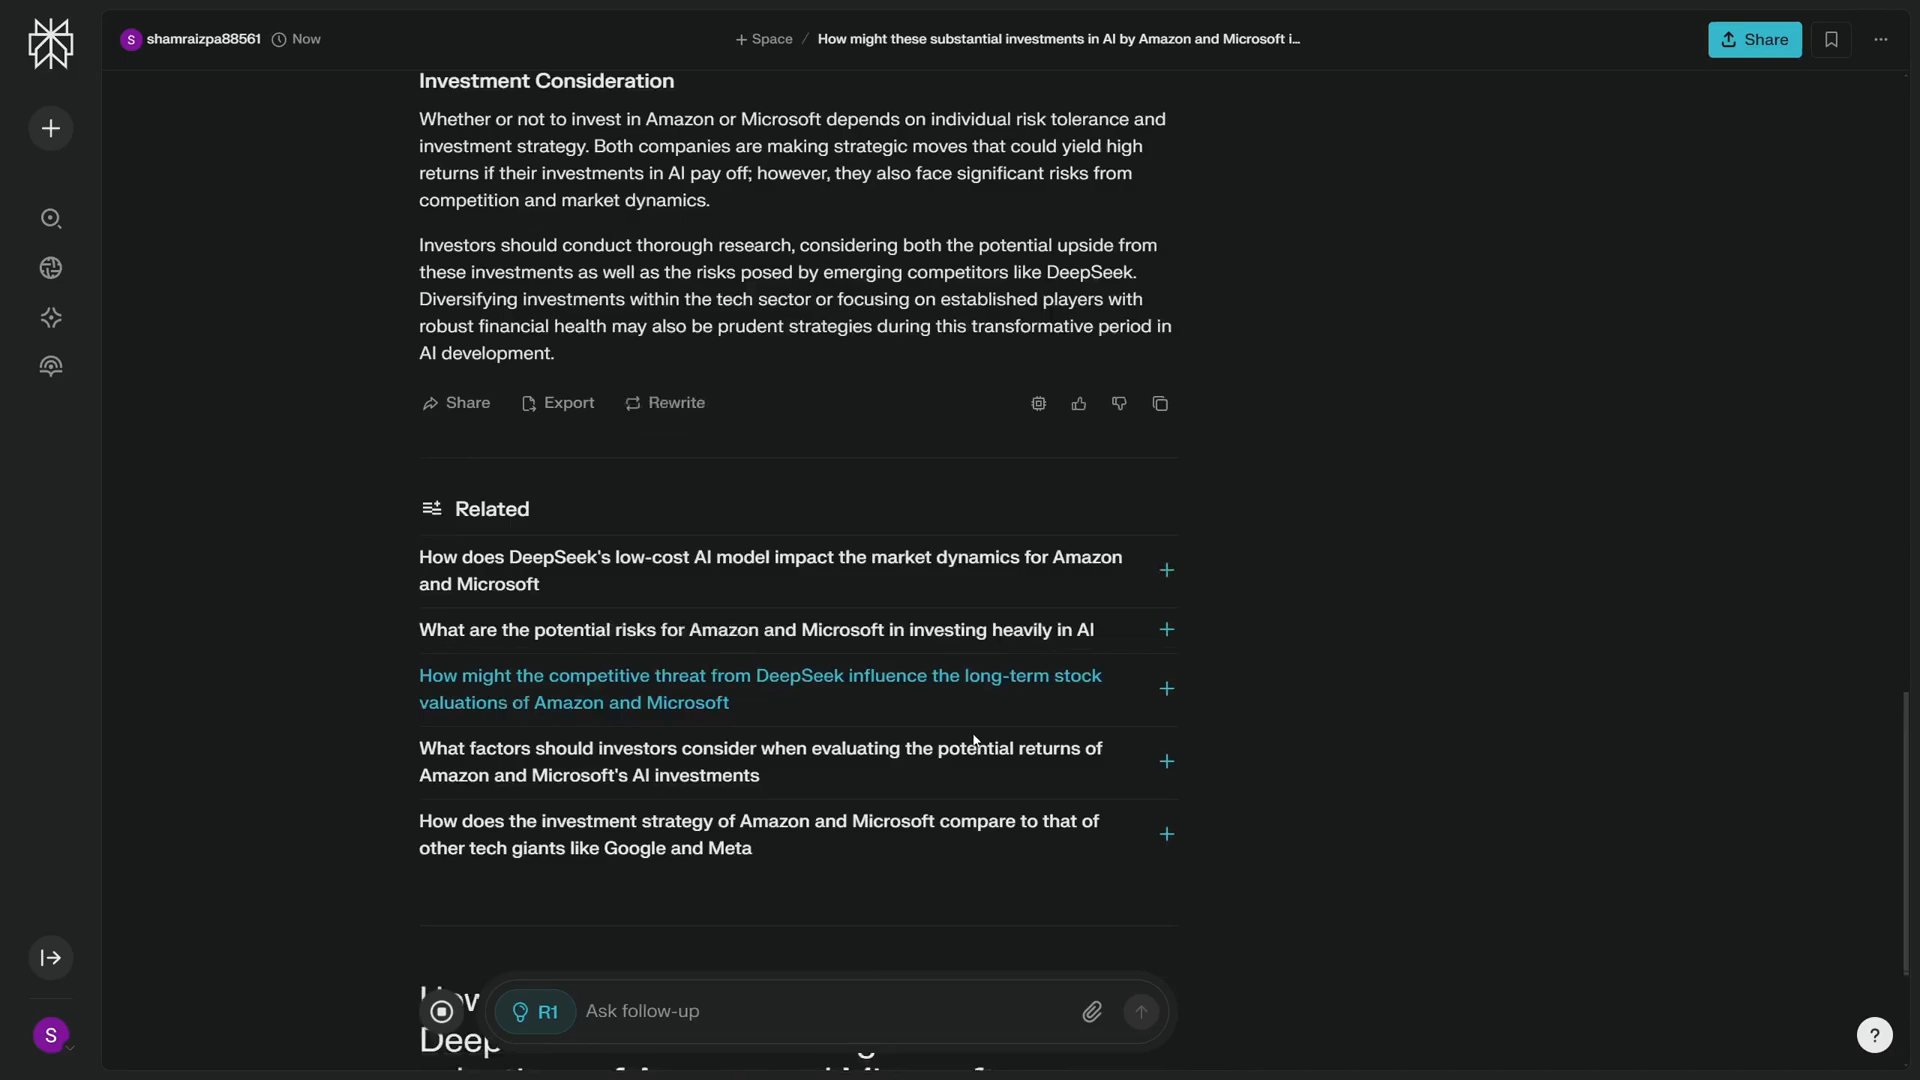 S shamraizpa88561 Now
+ Space / How might these substantial investments in AI by Amazon and Microsoft i...
Share
Investment Consideration
Whether or not to invest in Amazon or Microsoft depends on individual risk tolerance and
investment strategy. Both companies are making strategic moves that could yield high
returns if their investments in AI pay off; however, they also face significant risks from
competition and market dynamics.
Investors should conduct thorough research, considering both the potential upside from
these investments as well as the risks posed by emerging competitors like DeepSeek.
Diversifying investments within the tech sector or focusing on established players with
robust financial health may also be prudent strategies during this transformative period in
AI development.
Share Export Rewrite
Related
How does DeepSeek's low-cost AI model impact the market dynamics for Amazon
and Microsoft
What are the potential risks for Amazon and Microsoft in investing heavily in AI
How might the competitive threat from DeepSeek influence the long-term stock
valuations of Amazon and Microsoft
What factors should investors consider when evaluating the potential returns of
Amazon and Microsoft's AI investments
How does the investment strategy of Amazon and Microsoft compare to that of
other tech giants like Google and Meta
R1 Ask follow-up
S
?